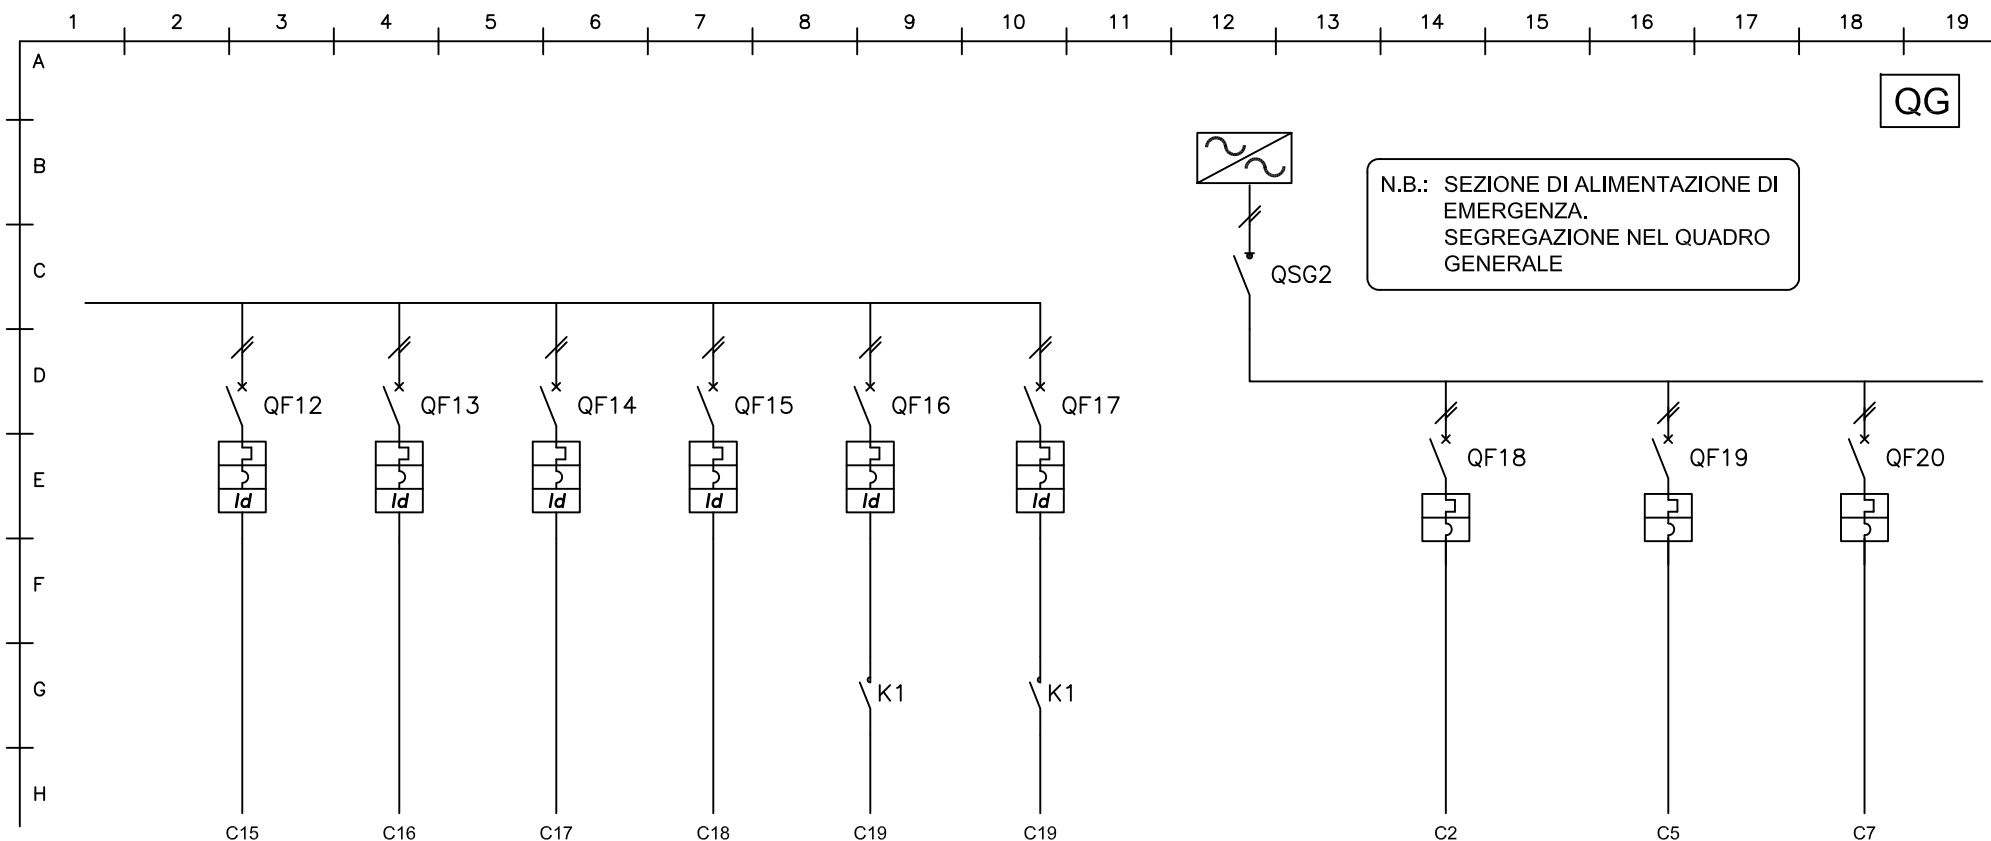 1 2 3 4 5 6 7 8 9 10 11 12 13 14 15 16 17 18 19
A
QG
B
N.B.: SEZIONE DI ALIMENTAZIONE DI
EMERGENZA.
SEGREGAZIONE NEL QUADRO
GENERALE
C
QSG2
D
QF12 QF13 QF14 QF15 QF16 QF17
QF18 QF19 QF20
E
Id Id Id Id Id Id
F
G
K1 K1
H
C15 C16 C17 C18 C19 C19 C2 C5 C7